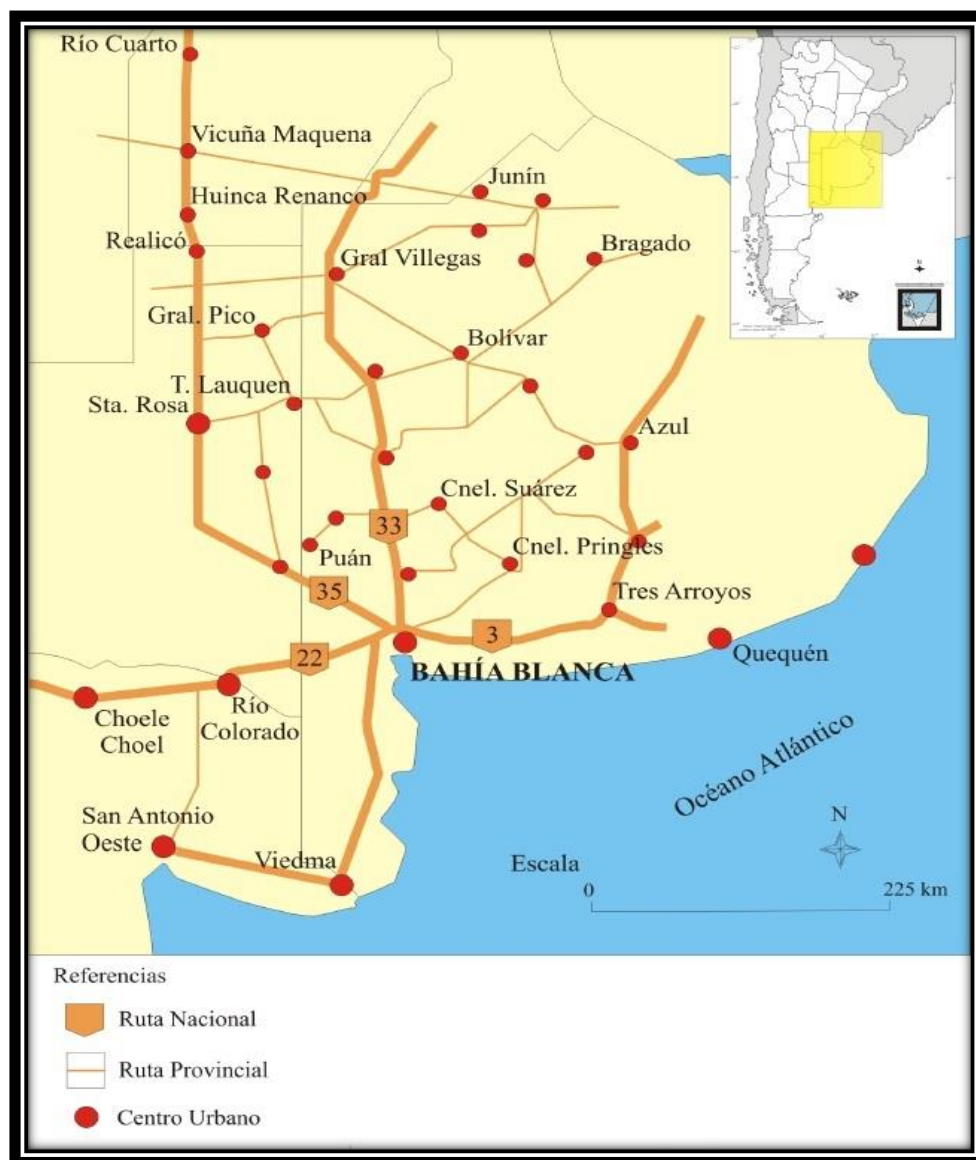 Río Cuarto
Vicuña Maquena
Junín
Huinca Renanco
Realicó
Bragado
Gral Villegas
Gral. Pico
Bolívar
T. Lauquen
Sta. Rosa
Azul
Cnel. Suárez
33
Cnel. Pringles
Puán
35
Tres Arroyos
3
22
BAHÍA BLANCA
Quequén
Río
Colorado
Choele
Choel
Océano Atlántico
San Antonio
Oeste
N
Viedma
Escala
0
225 km
Referencias
Ruta Nacional
Ruta Provincial
Centro Urbano